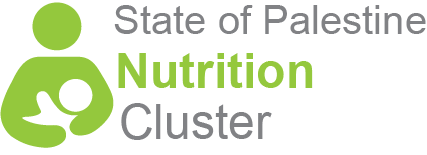 State of Palestine
Nutrition
Cluster